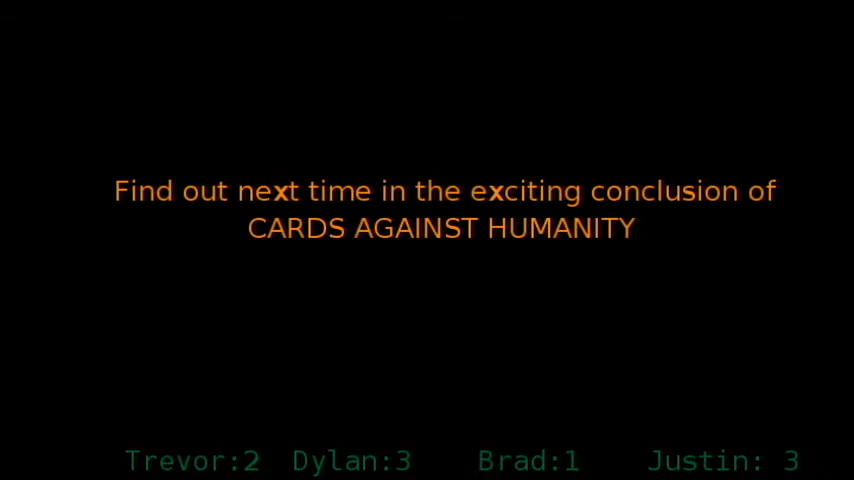 Find out next time in the exciting conclusion of
CARDS AGAINST HUMANITY
Trevor:2 Dylan:3 Brad:1 Justin: 3